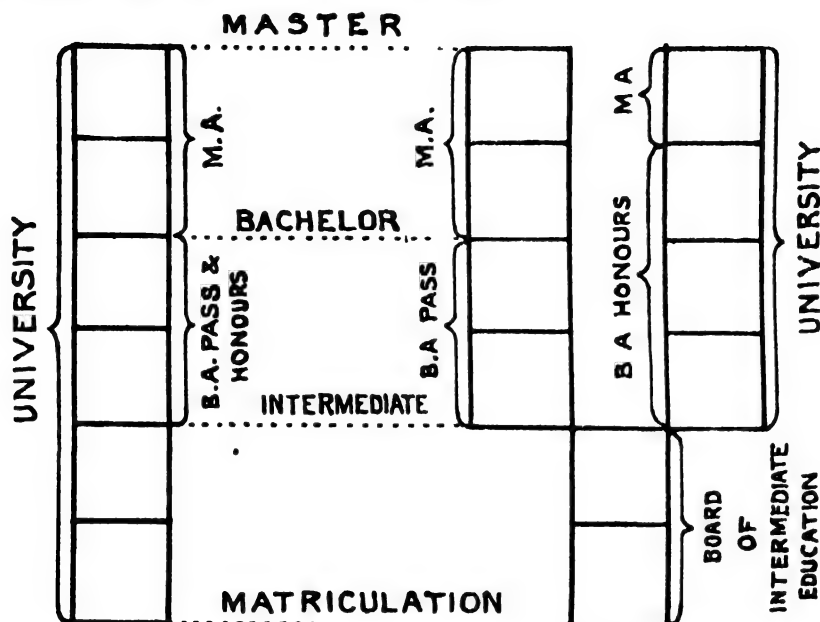 MASTER
UNIVERSITY
M.A.
BACHELOR
B.A. PASS &
HONOURS
INTERMEDIATE
MATRICULATION
M.A.
B.A PASS
M A
B A HONOURS
UNIVERSITY
BOARD
OF
INTERMEDIATE
EDUCATION